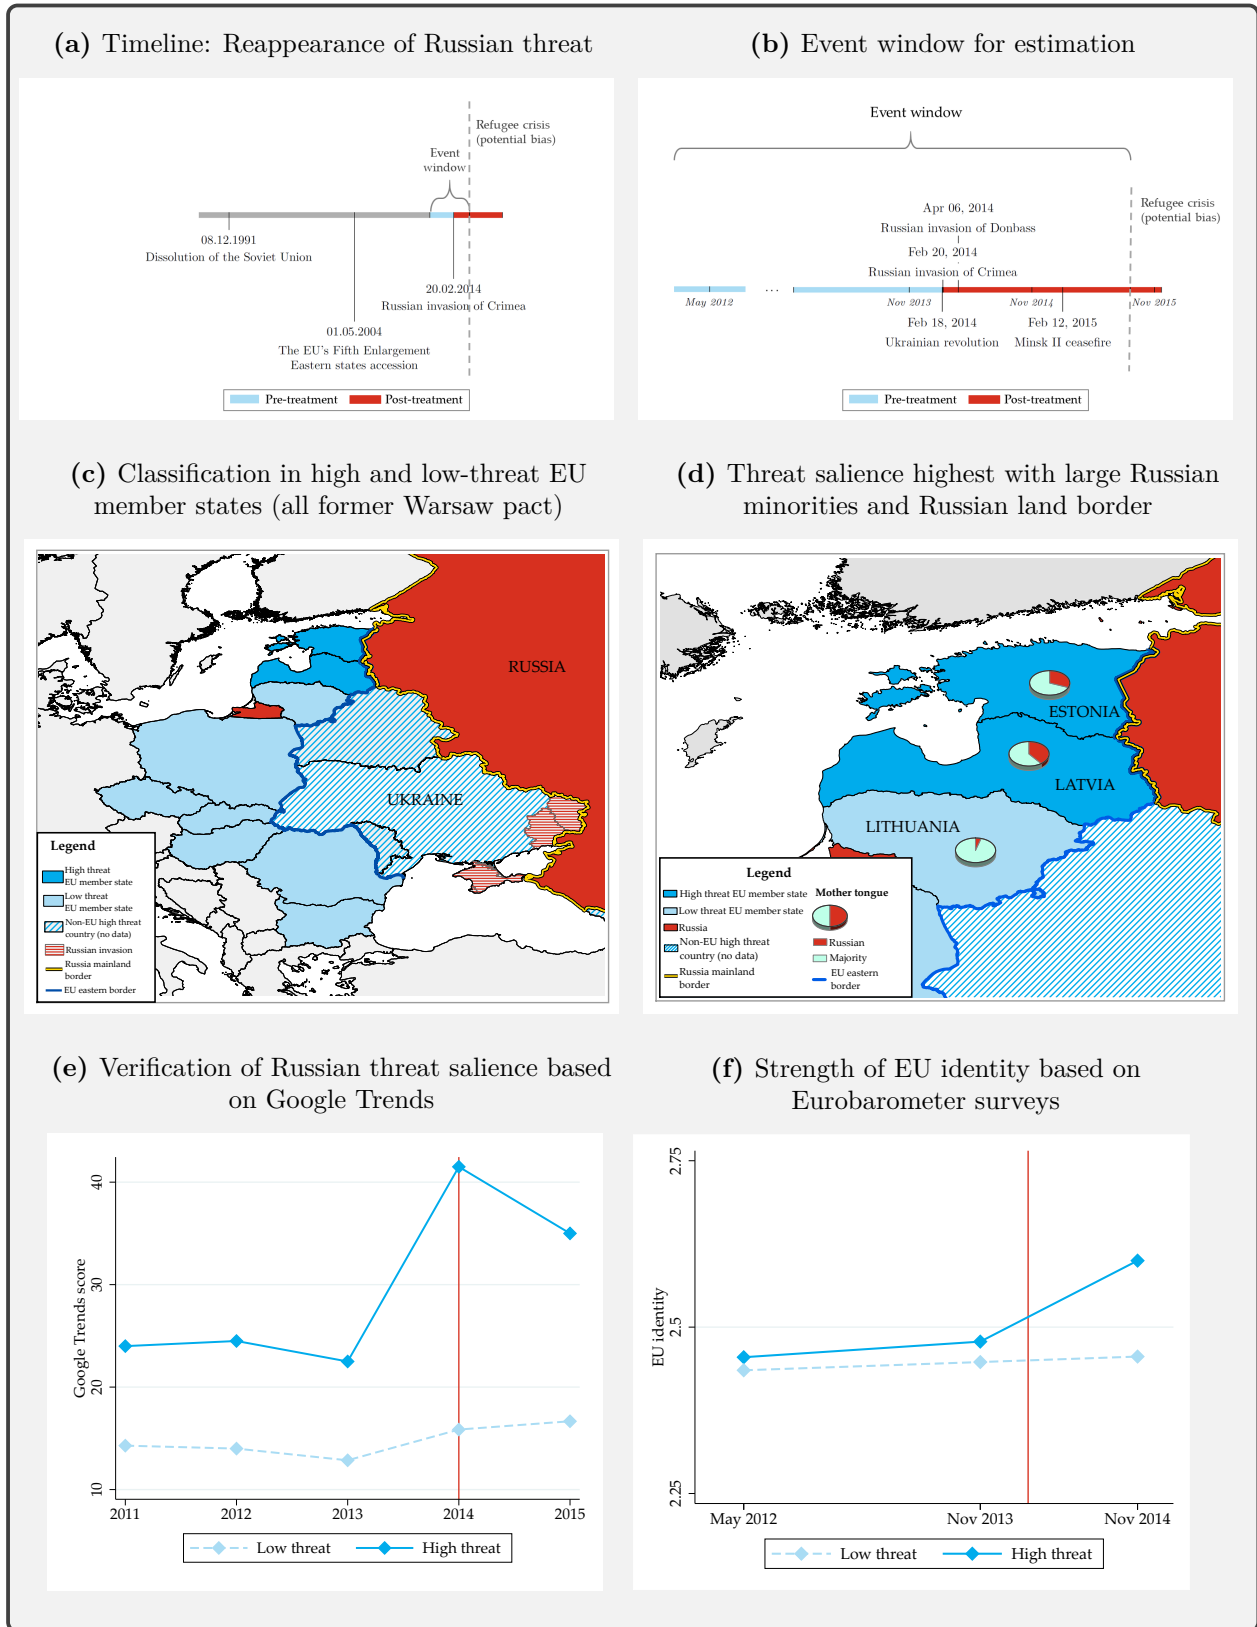 (a) Timeline: Reappearance of Russian threat
Refugee crisis
(potential bias)
Event
window
08.12.1991
Dissolution of the Soviet Union
20.02.2014
Russian invasion of Crimea
01.05.2004
The EU's Fifth Enlargement
Eastern states accession
Pre-treatment
Post-treatment
(b) Event window for estimation
Event window
Apr 06, 2014
Russian invasion of Donbass
Feb 20, 2014
Russian invasion of Crimea
Refugee crisis
(potential bias)
...
May 2012
Nov 2013
Nov 2014
Nov 2015
Feb 18, 2014
Ukrainian revolution
Feb 12, 2015
Minsk II ceasefire
Pre-treatment
Post-treatment
(c) Classification in high and low-threat EU
member states (all former Warsaw pact)
RUSSIA
UKRAINE
Legend
High threat
EU member state
Low threat
EU member state
Non-EU high threat
country (no data)
Russian invasion
Russia mainland
border
EU eastern border
(d) Threat salience highest with large Russian
minorities and Russian land border
ESTONIA
LATVIA
LITHUANIA
Legend
High threat EU member state
Low threat EU member state
Russia
Non-EU high threat
country (no data)
Russia mainland
border
Mother tongue
Russian
Majority
EU eastern
border
(e) Verification of Russian threat salience based
on Google Trends
Google Trends score
40
30
20
10
2011
2012
2013
2014
2015
Low threat
High threat
(f) Strength of EU identity based on
Eurobarometer surveys
EU identity
2.75
2.5
2.25
May 2012
Nov 2013
Nov 2014
Low threat
High threat